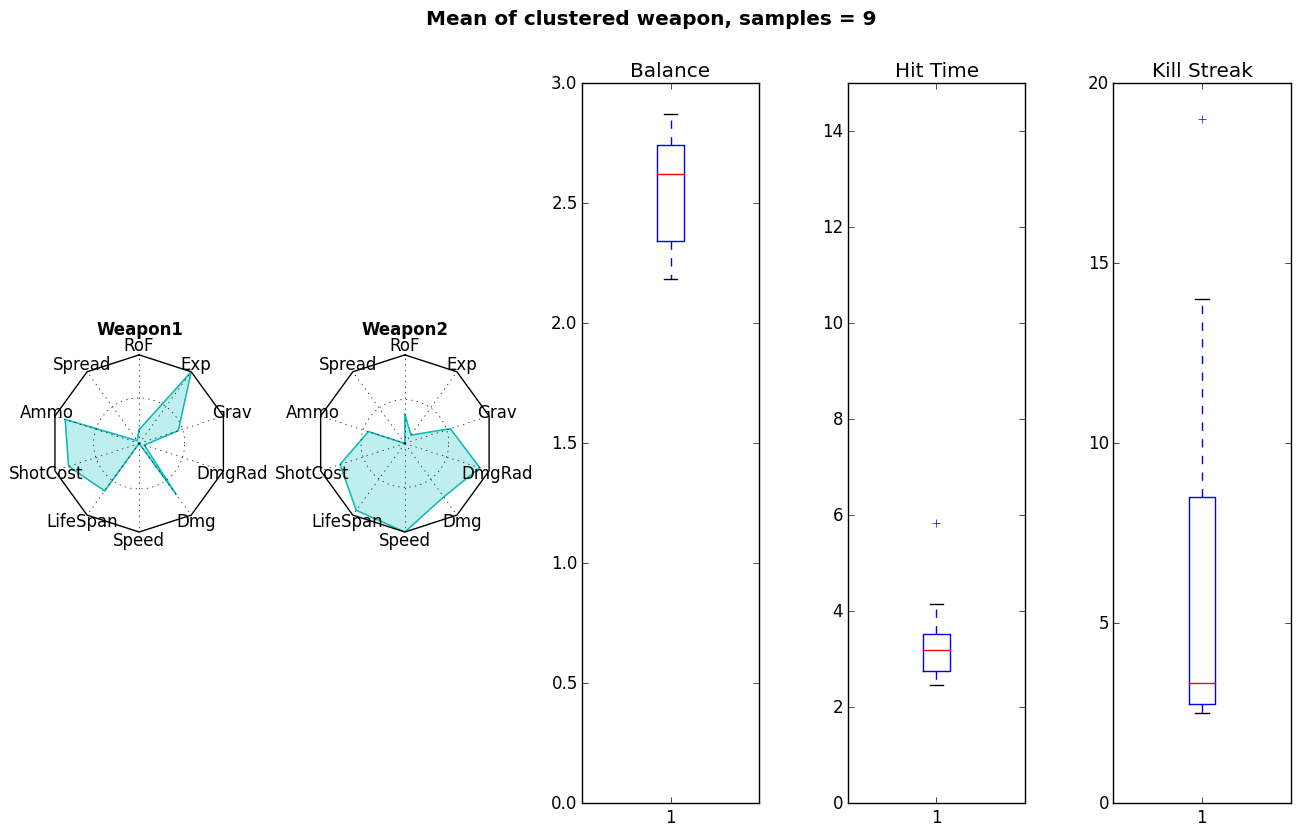 Mean of clustered weapon, samples = 9
Weapon1
RoF
Exp
Spread
Grav
Ammo
DmgRad
ShotCost
Dmg
LifeSpan
Speed
Weapon2
RoF
Exp
Spread
Grav
Ammo
DmgRad
ShotCost
Dmg
LifeSpan
Speed
Balance
3.0
2.5
2.0
1.5
1.0
0.5
0.0
1
Hit Time
14
12
10
8
6
4
2
0
1
Kill Streak
20
15
10
5
0
1